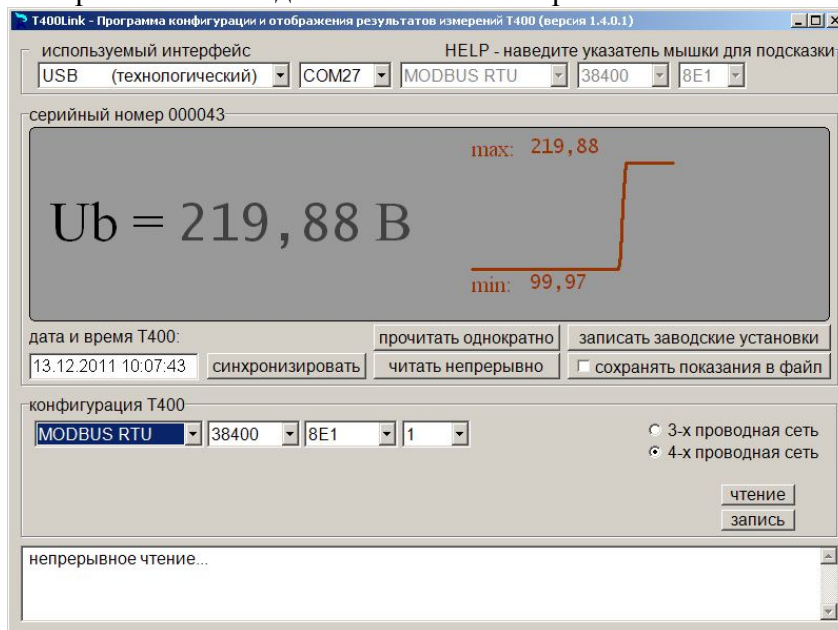 T400Link - Программа конфигурации и отображения результатов измерений T400 (версия 1.4.0.1)
используемый интерфейс HELP - наведите указатель мышки для подсказки
USB (технологический) COM27 MODBUS RTU 38400 8E1
серийный номер 000043
max: 219,88
Ub = 219,88 В
min: 99,97
дата и время T400: прочитать однократно записать заводские установки
13.12.2011 10:07:43 синхронизировать читать непрерывно сохранять показания в файл
конфигурация T400
MODBUS RTU 38400 8E1 1 3-х проводная сеть
4-х проводная сеть
чтение
запись
непрерывное чтение...